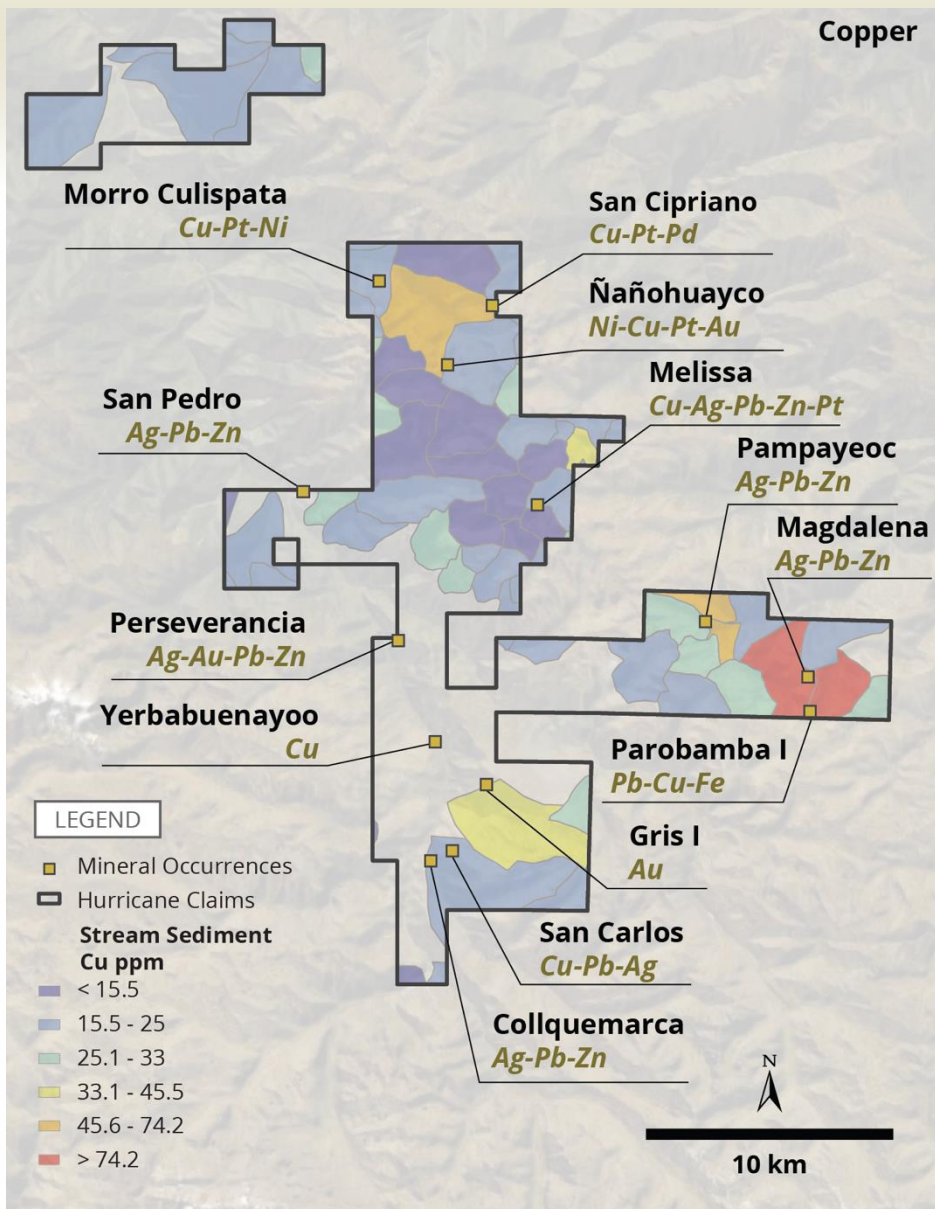 Copper
Morro Culispata
Cu-Pt-Ni
San Cipriano
Cu-Pt-Pd
Ñañohuayco
Ni-Cu-Pt-Au
Melissa
Cu-Ag-Pb-Zn-Pt
San Pedro
Ag-Pb-Zn
Pampayeoc
Ag-Pb-Zn
Magdalena
Ag-Pb-Zn
Perseverancia
Ag-Au-Pb-Zn
Yerbabuenayoo
Cu
Parobamba I
Pb-Cu-Fe
Gris I
Au
San Carlos
Cu-Pb-Ag
Collquemarca
Ag-Pb-Zn
LEGEND
Mineral Occurrences
Hurricane Claims
Stream Sediment
Cu ppm
< 15.5
15.5 - 25
25.1 - 33
33.1 - 45.5
45.6 - 74.2
> 74.2
N
10 km